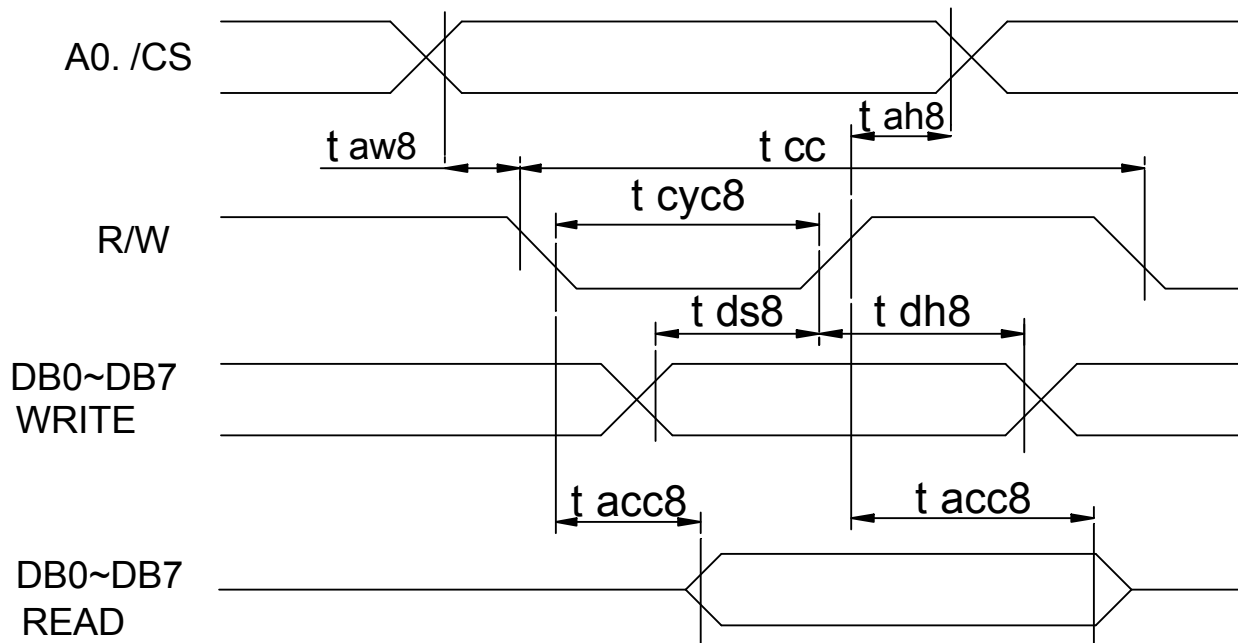 A0. /CS
t ah8
t aw8
t cc
t cyc8
R/W
t ds8
t dh8
DB0~DB7
WRITE
t acc8
t acc8
DB0~DB7
READ